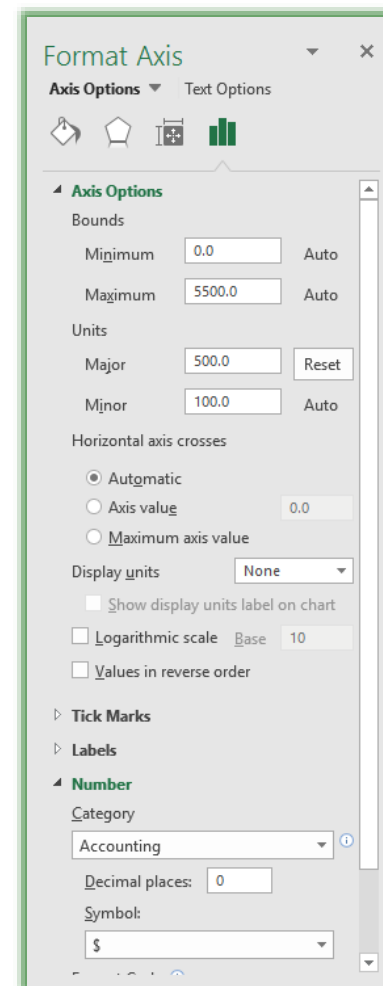 Format Axis
Axis Options Text Options
Axis Options
Bounds
Minimum 0.0 Auto
Maximum 5500.0 Auto
Units
Major 500.0 Reset
Minor 100.0 Auto
Horizontal axis crosses
Automatic
Axis value 0.0
Maximum axis value
Display units None
Show display units label on chart
Logarithmic scale Base 10
Values in reverse order
Tick Marks
Labels
Number
Category
Accounting
Decimal places: 0
Symbol:
$